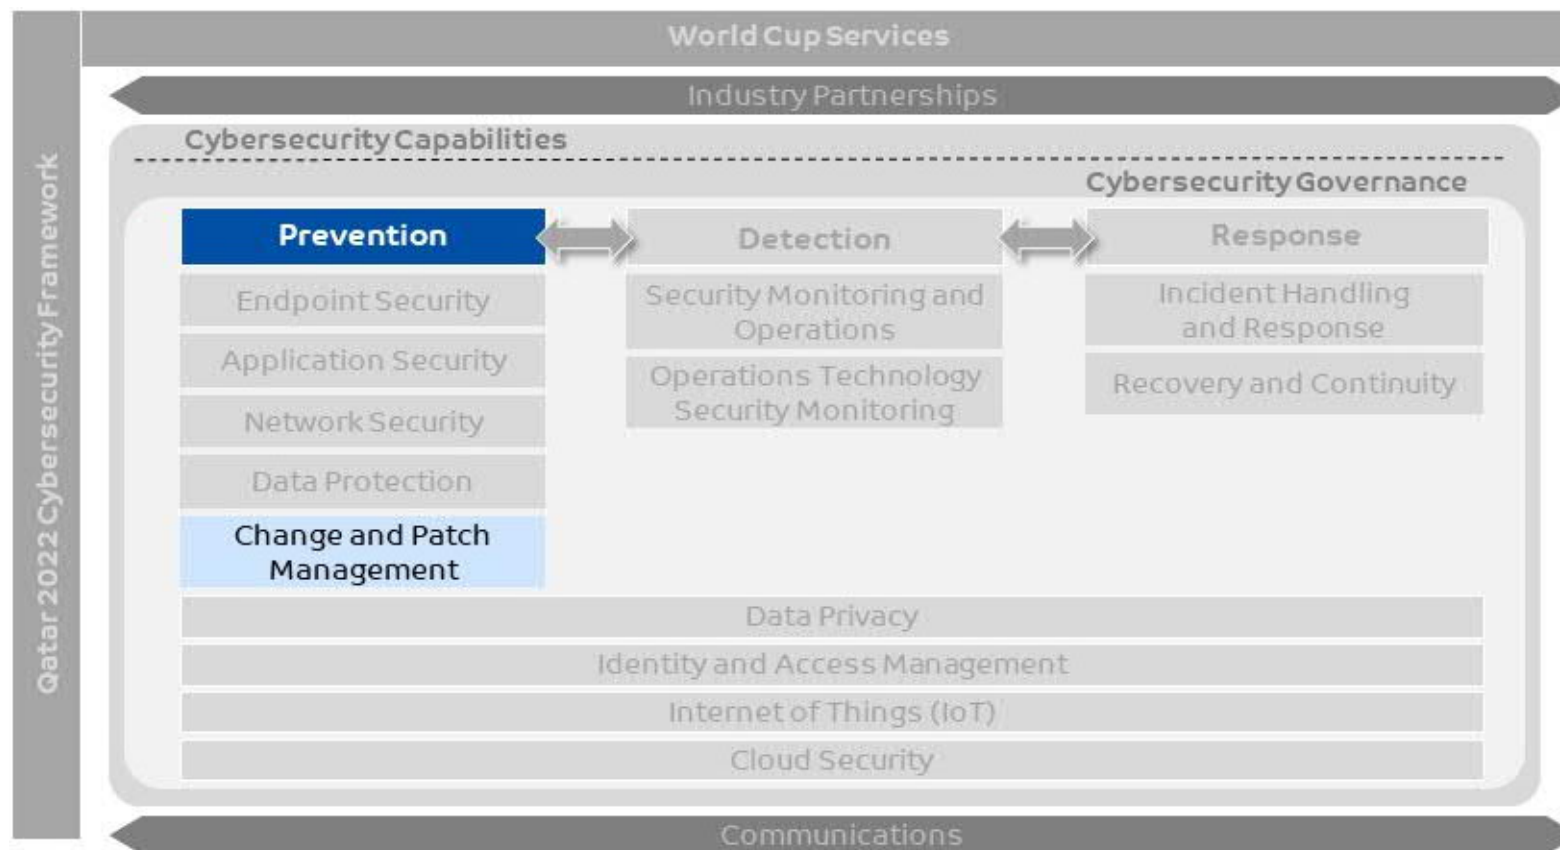 World Cup Services
Industry Partnerships
Qatar 2022 Cybersecurity Framework
Cybersecurity Capabilities
Cybersecurity Governance
Prevention
Endpoint Security
Application Security
Network Security
Data Protection
Change and Patch
Management
Detection
Security Monitoring and
Operations
Operations Technology
Security Monitoring
Response
Incident Handling
and Response
Recovery and Continuity
Data Privacy
Identity and Access Management
Internet of Things (IoT)
Cloud Security
Communications